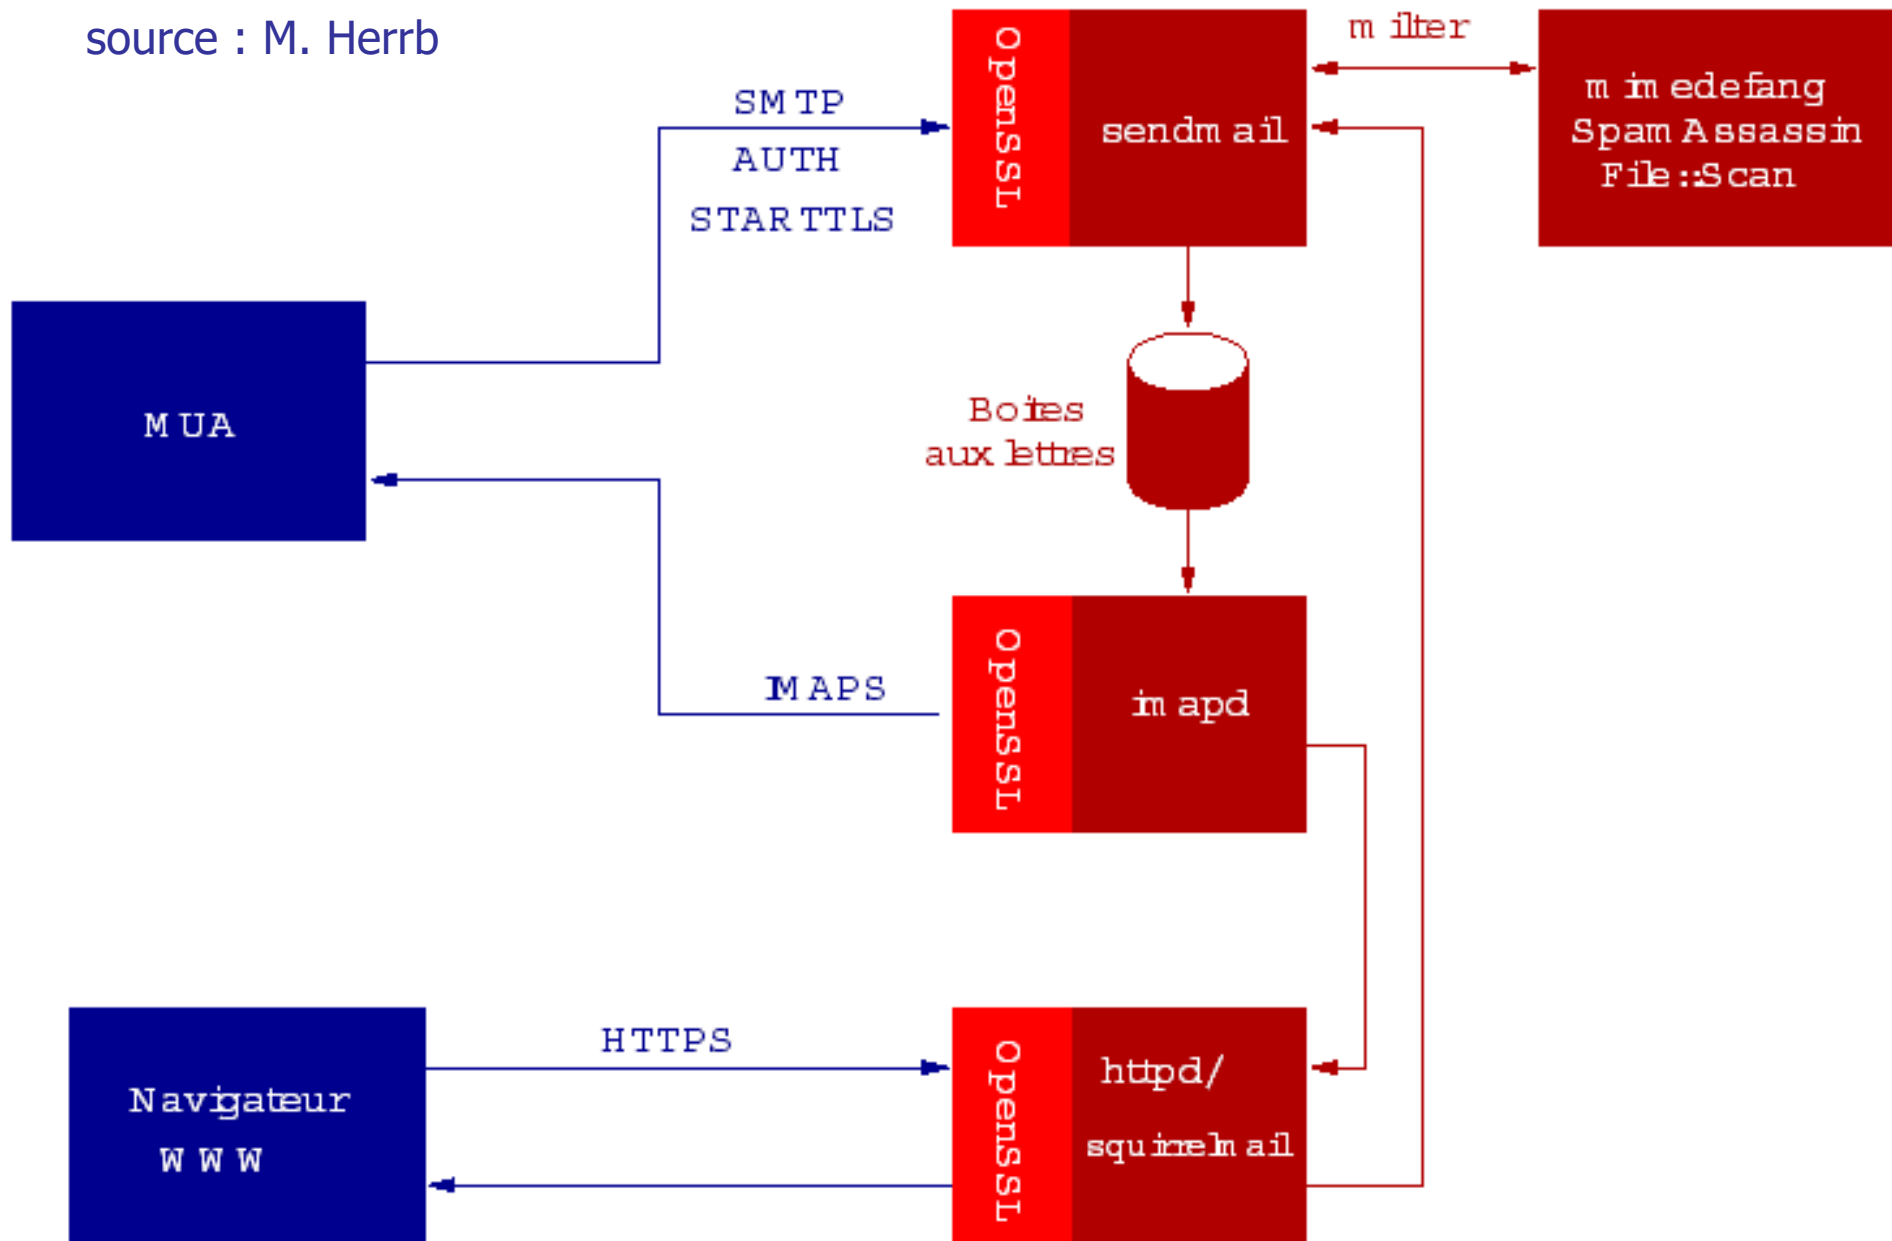 source : M. Herrb
milter
OpenSSL
sendmail
mimedefang
SpamAssassin
File::Scan
SMTP
AUTH
STARTTLS
MUA
Boites
aux lettres
IMAPS
OpenSSL
imapd
HTTPS
Navigateur
WWW
OpenSSL
httpd/
squirrelmail